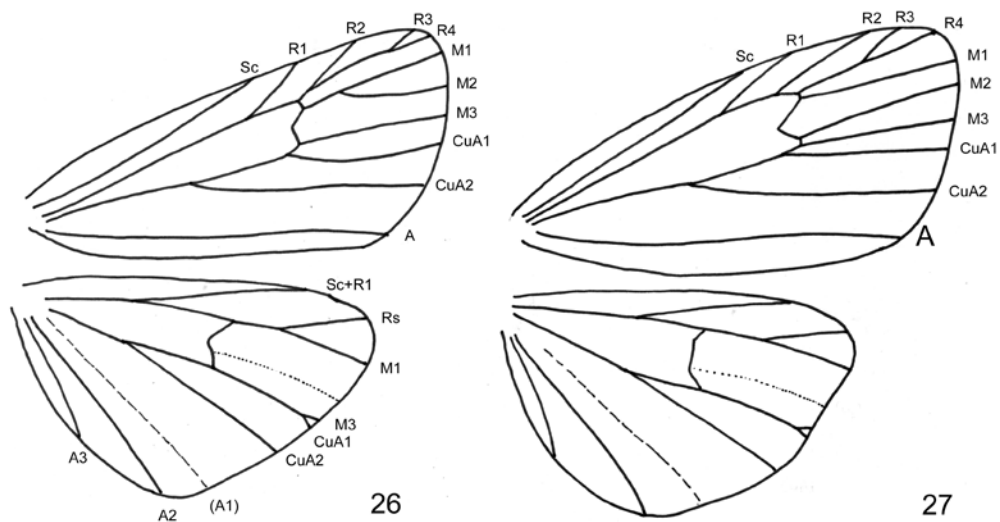 R3
R4
R2
R1
Sc
M1
M2
M3
CuA1
CuA2
A
Sc+R1
Rs
M1
M3
CuA1
CuA2
(A1)
A2
A3
26
R2
R3
R4
R1
Sc
M1
M2
M3
CuA1
CuA2
A
27